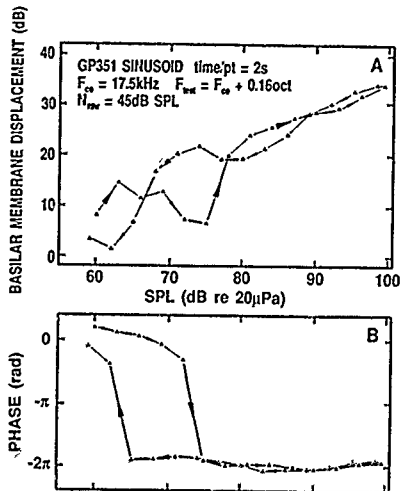 BASILAR MEMBRANE DISPLACEMENT (dB)
40
30
20
10
0
GP351 SINUSOID time/pt = 2s
F_co = 17.5kHz F_test = F_co + 0.16oct
= 45dB SPL
A
60
70
80
90
100
SPL (dB re 20μPa)
PHASE (rad)
0
-π
-2π
B